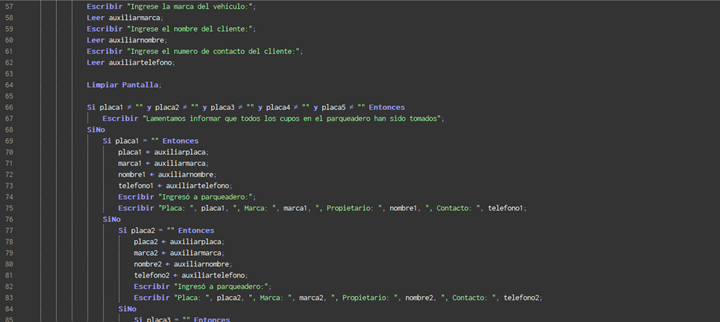 57 Escribir "Ingrese la marca del vehículo:";
58 Leer auxiliarmarca;
59 Escribir "Ingrese el nombre del cliente:";
60 Leer auxiliarnombre;
61 Escribir "Ingrese el numero de contacto del cliente:";
62 Leer auxiliartelefono;
63
64 Limpiar Pantalla;
65
66 Si placa1 ≠ "" y placa2 ≠ "" y placa3 ≠ "" y placa4 ≠ "" y placa5 ≠ "" Entonces
67 Escribir "Lamentamos informar que todos los cupos en el parqueadero han sido tomados";
68 SiNo
69 Si placa1 = "" Entonces
70 placa1 ← auxiliarplaca;
71 marca1 ← auxiliarmarca;
72 nombre1 ← auxiliarnombre;
73 telefono1 ← auxiliartelefono;
74 Escribir "Ingresó a parqueadero:";
75 Escribir "Placa: ", placa1, ", Marca: ", marca1, ", Propietario: ", nombre1, ", Contacto: ", telefono1;
76 SiNo
77 Si placa2 = "" Entonces
78 placa2 ← auxiliarplaca;
79 marca2 ← auxiliarmarca;
80 nombre2 ← auxiliarnombre;
81 telefono2 ← auxiliartelefono;
82 Escribir "Ingresó a parqueadero:";
83 Escribir "Placa: ", placa2, ", Marca: ", marca2, ", Propietario: ", nombre2, ", Contacto: ", telefono2;
84 SiNo
85 Si placa3 = "" Entonces